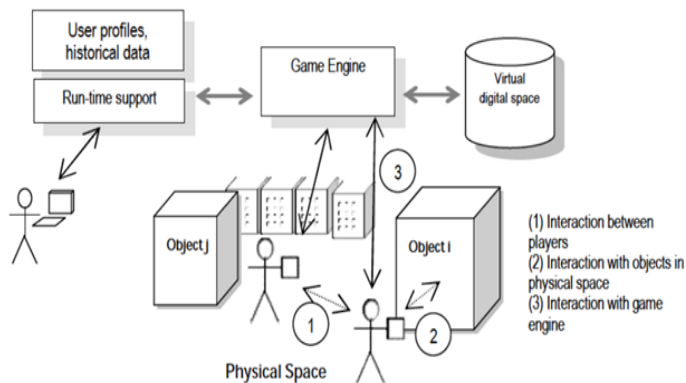 User profiles,
historical data
Run-time support
Game Engine
Virtual
digital space
3
Object j
Object i
(1) Interaction between
players
(2) Interaction with objects in
physical space
(3) Interaction with game
engine
1
2
Physical Space